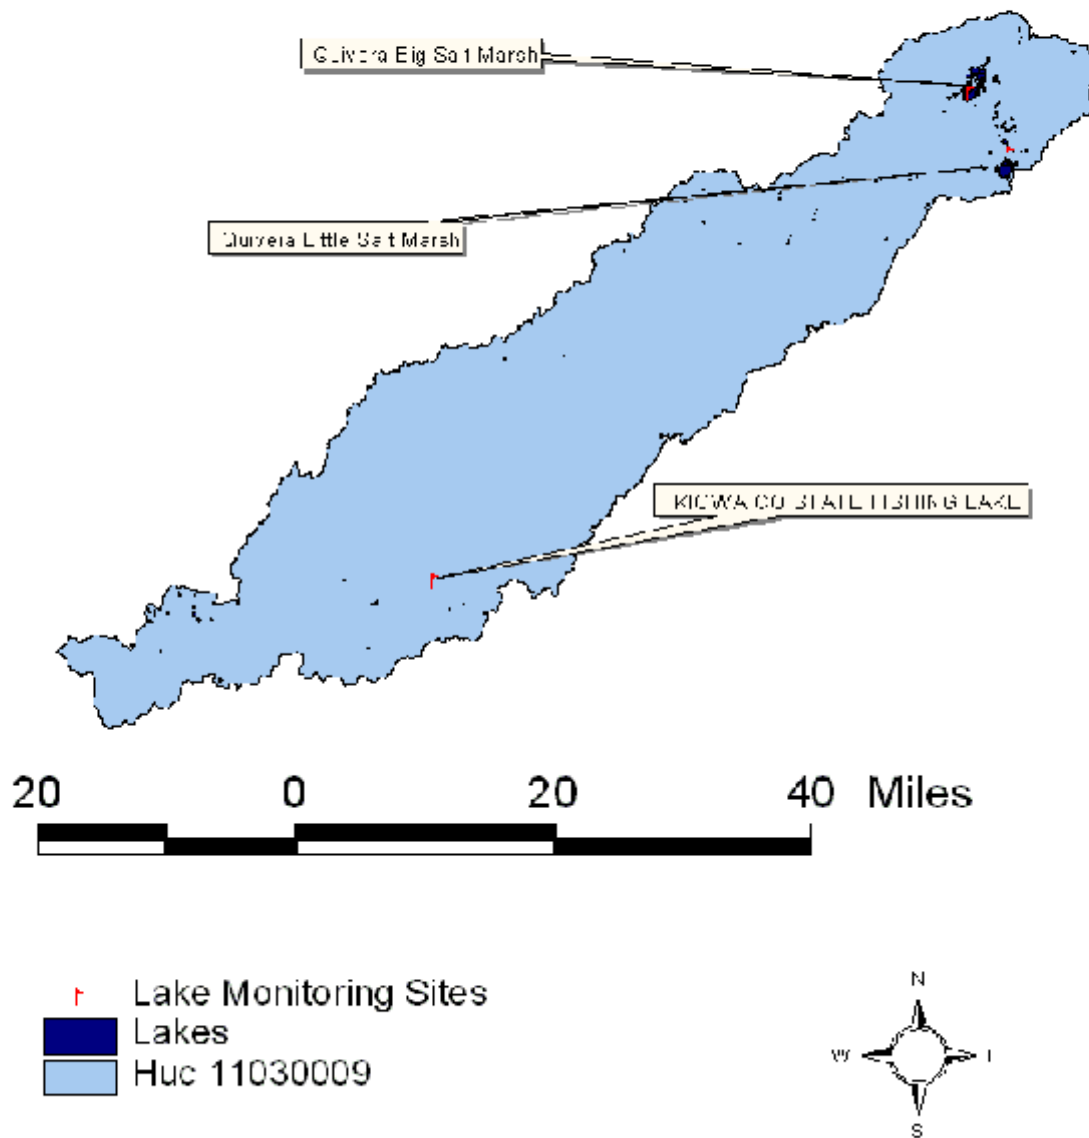 Quivera Big Salt Marsh
Quivera Little Salt Marsh
KIOWA CO STATE FISHING LAKE
20 0 20 40 Miles
Lake Monitoring Sites
Lakes
Huc 11030009
N
W
S